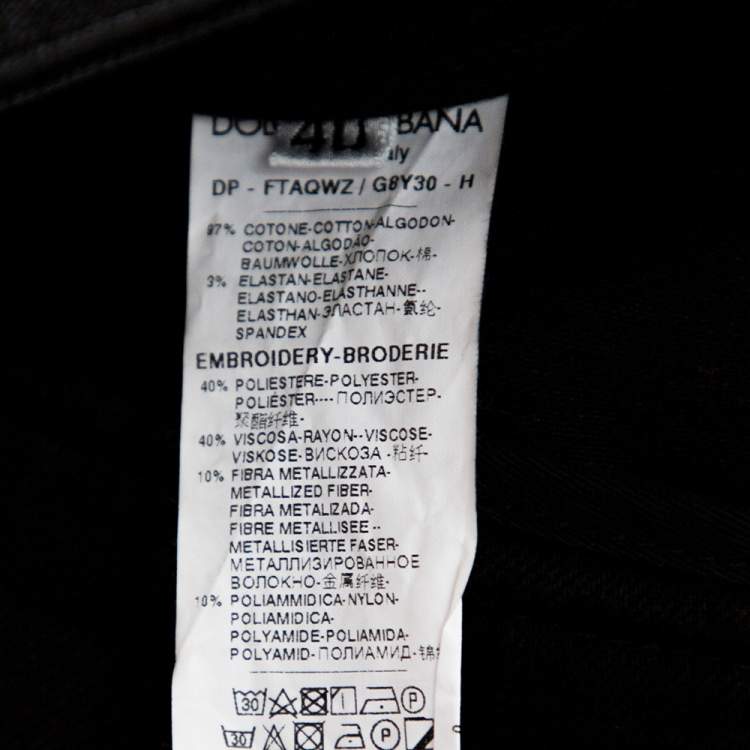 DOL 40 BANA
aly
DP - FTAQWZ / G8Y30 - H
97% COTONE-COTTON-ALGODON-
COTON-ALGODÃO-
BAUMWOLLE-ХЛОПОК-棉-
3% ELASTAN-ELASTANE-
ELASTANO-ELASTHANNE--
ELASTHAN-ЭЛАСТАН-氨纶-
SPANDEX
EMBROIDERY-BRODERIE
40% POLIESTERE-POLYESTER-
POLIÉSTER----ПОЛИЭСТЕР-
聚酯纤维-
40% VISCOSA-RAYON--VISCOSE-
VISKOSE-ВИСКОЗА -粘纤-
10% FIBRA METALLIZZATA-
METALLIZED FIBER-
FIBRA METALIZADA-
FIBRE METALLISEE--
METALLISIERTE FASER-
МЕТАЛЛИЗИРОВАННОЕ
ВОЛОКНО-金属纤维-
10% POLIAMMIDICA-NYLON-
POLIAMIDICA-
POLYAMIDE-POLIAMIDA-
POLYAMID-ПОЛИАМИД-锦
30 P
30 P